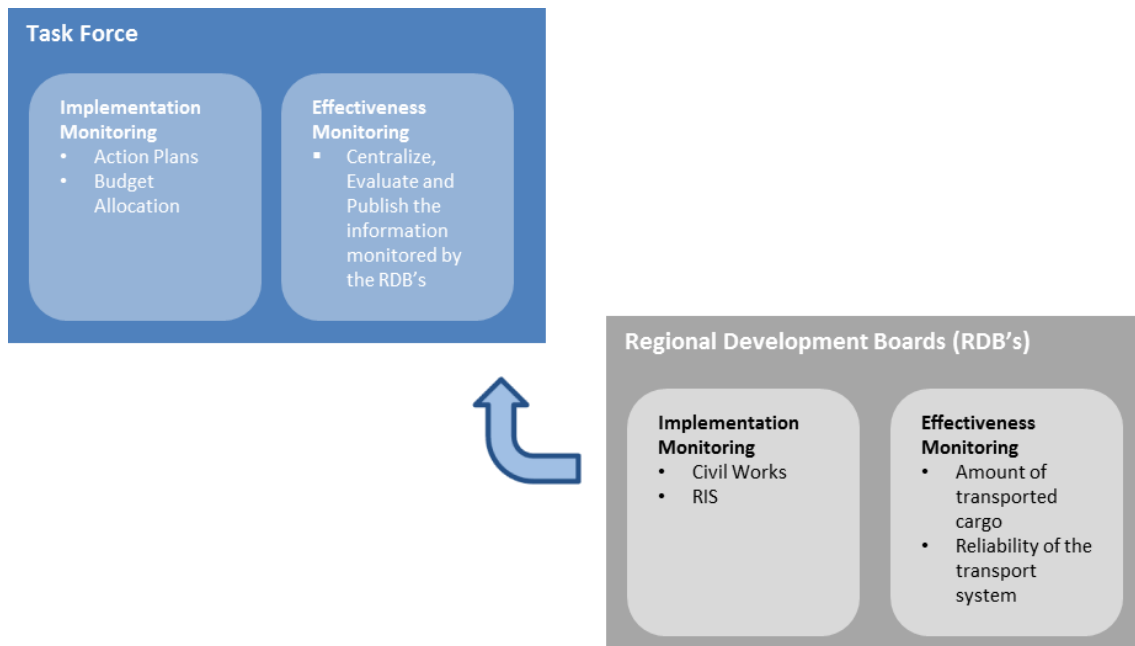 Task Force
Implementation
Monitoring
• Action Plans
• Budget
Allocation
Effectiveness
Monitoring
▪ Centralize,
Evaluate and
Publish the
information
monitored by
the RDB’s
Regional Development Boards (RDB’s)
Implementation
Monitoring
• Civil Works
• RIS
Effectiveness
Monitoring
• Amount of
transported
cargo
• Reliability of the
transport
system